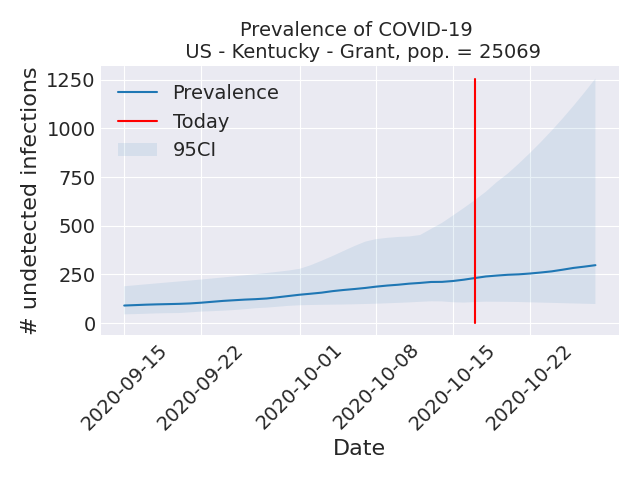 Prevalence of COVID-19
US - Kentucky - Grant, pop. = 25069
# undetected infections
1250
1000
750
500
250
0
Prevalence
Today
95CI
2020-09-15
2020-09-22
2020-10-01
2020-10-08
2020-10-15
2020-10-22
Date